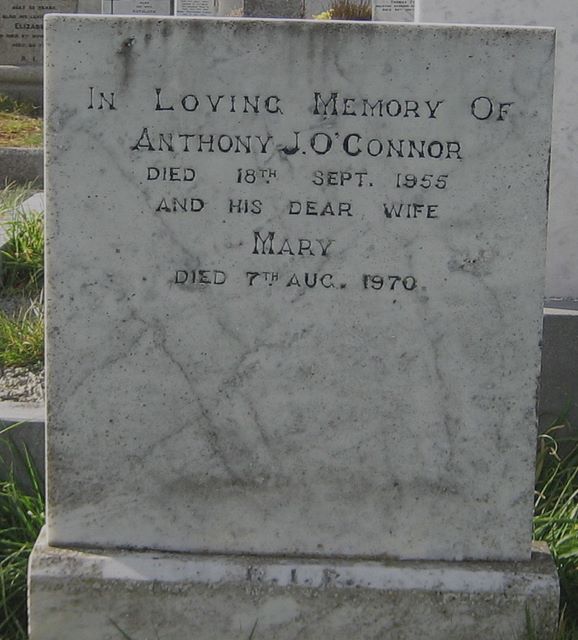 In Loving Memory Of
Anthony J. O'Connor
DIED 18TH SEPT. 1955
AND HIS DEAR WIFE
Mary
DIED 7TH AUG. 1970.
R.I.P.